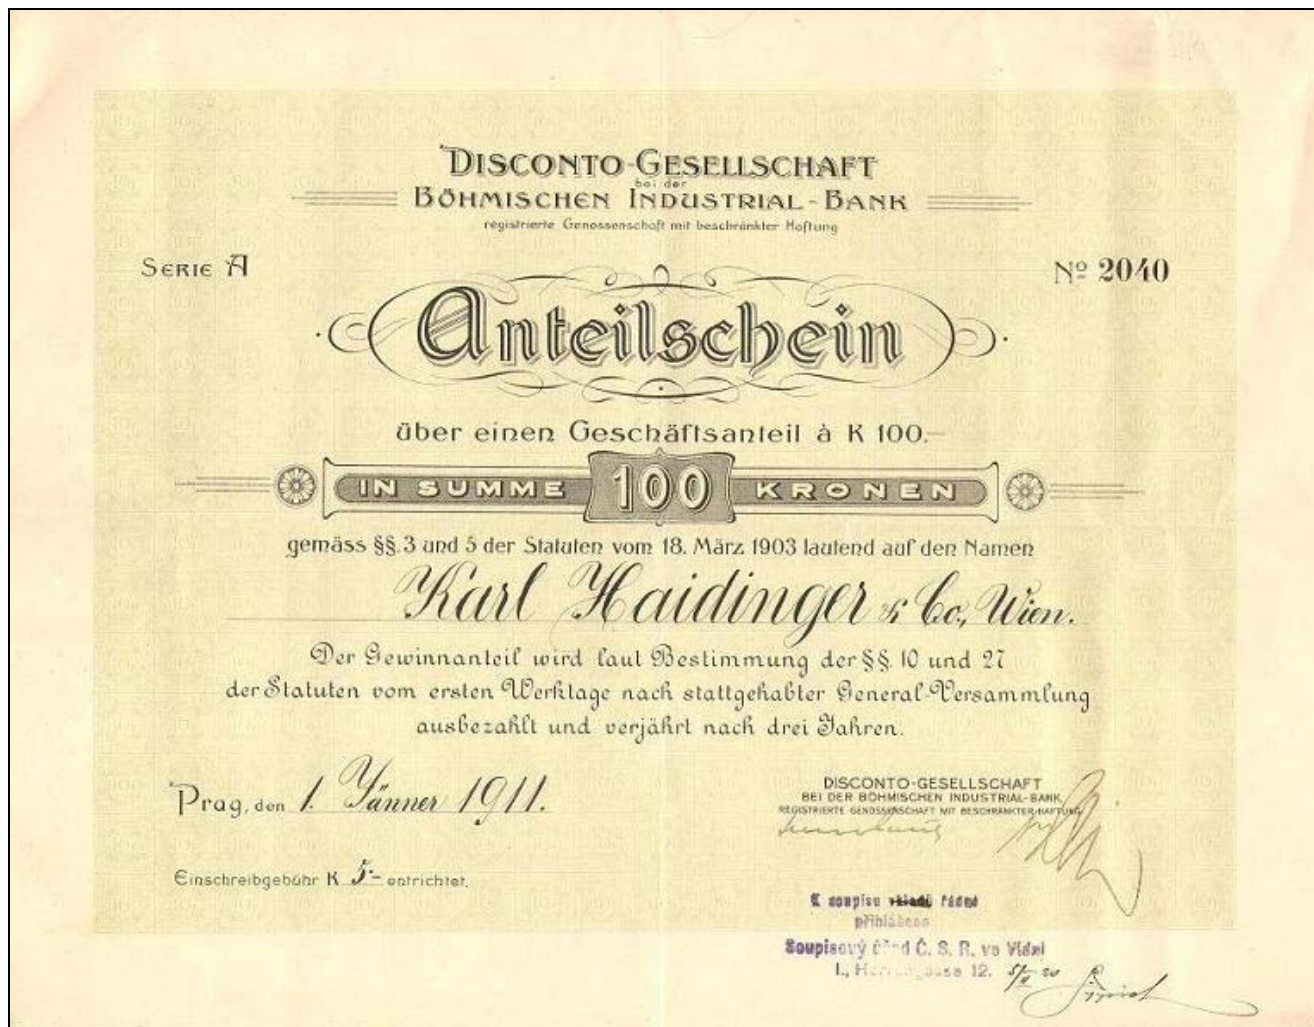 DISCONTO-GESELLSCHAFT
bei der
BÖHMISCHEN INDUSTRIAL-BANK
registrierte Genossenschaft mit beschränkter Haftung
SERIE A
Nº 2040
Anteilschein
über einen Geschäftsanteil à K 100.—
IN SUMME 100 KRONEN
gemäss §§ 3 und 5 der Statuten vom 18. März 1903 lautend auf den Namen
Karl Haidinger & Co., Wien.
Der Gewinnanteil wird laut Bestimmung der §§ 10 und 27
der Statuten vom ersten Werktage nach stattgehabter General-Versammlung
ausbezahlt und verjährt nach drei Jahren.
Prag, den 1. Jänner 1911.
DISCONTO-GESELLSCHAFT
BEI DER BÖHMISCHEN INDUSTRIAL-BANK
REGISTRIERTE GENOSSENSCHAFT MIT BESCHRÄNKTER HAFTUNG
Einschreibgebühr K 5.- entrichtet.
K soupisu vkladů řádně
přihlášeno
Soupisový úřad Č. S. R. ve Vídni
I., Herrengasse 12.